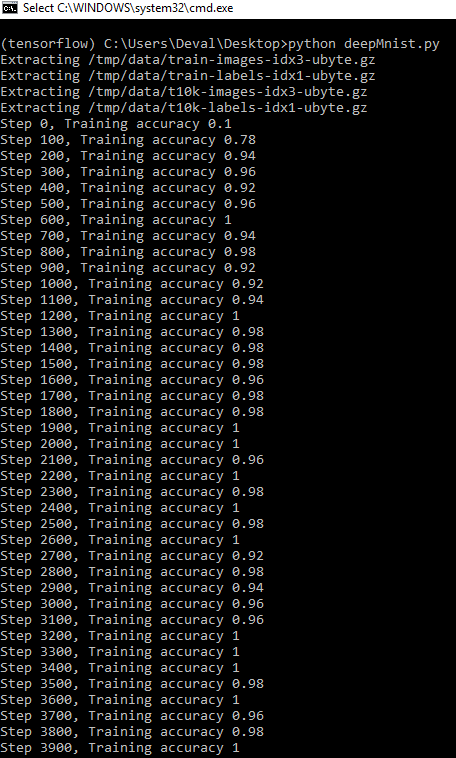 Select C:\WINDOWS\system32\cmd.exe
(tensorflow) C:\Users\Deval\Desktop>python deepMnist.py
Extracting /tmp/data/train-images-idx3-ubyte.gz
Extracting /tmp/data/train-labels-idx1-ubyte.gz
Extracting /tmp/data/t10k-images-idx3-ubyte.gz
Extracting /tmp/data/t10k-labels-idx1-ubyte.gz
Step 0, Training accuracy 0.1
Step 100, Training accuracy 0.78
Step 200, Training accuracy 0.94
Step 300, Training accuracy 0.96
Step 400, Training accuracy 0.92
Step 500, Training accuracy 0.96
Step 600, Training accuracy 1
Step 700, Training accuracy 0.94
Step 800, Training accuracy 0.98
Step 900, Training accuracy 0.92
Step 1000, Training accuracy 0.92
Step 1100, Training accuracy 0.94
Step 1200, Training accuracy 1
Step 1300, Training accuracy 0.98
Step 1400, Training accuracy 0.98
Step 1500, Training accuracy 0.98
Step 1600, Training accuracy 0.96
Step 1700, Training accuracy 0.98
Step 1800, Training accuracy 0.98
Step 1900, Training accuracy 1
Step 2000, Training accuracy 1
Step 2100, Training accuracy 0.96
Step 2200, Training accuracy 1
Step 2300, Training accuracy 0.98
Step 2400, Training accuracy 1
Step 2500, Training accuracy 0.98
Step 2600, Training accuracy 1
Step 2700, Training accuracy 0.92
Step 2800, Training accuracy 0.98
Step 2900, Training accuracy 0.94
Step 3000, Training accuracy 0.96
Step 3100, Training accuracy 0.96
Step 3200, Training accuracy 1
Step 3300, Training accuracy 1
Step 3400, Training accuracy 1
Step 3500, Training accuracy 0.98
Step 3600, Training accuracy 1
Step 3700, Training accuracy 0.96
Step 3800, Training accuracy 0.98
Step 3900, Training accuracy 1